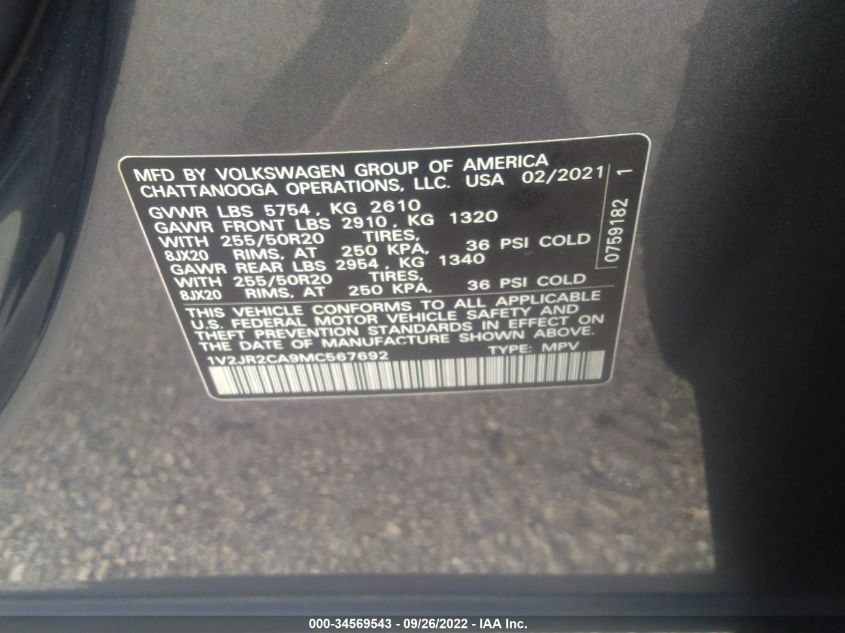 MFD BY VOLKSWAGEN GROUP OF AMERICA
CHATTANOOGA OPERATIONS, LLC. USA 02/2021
GVWR LBS 5754, KG 2610
GAWR FRONT LBS 2910, KG 1320
WITH 255/50R20 TIRES,
8JX20 RIMS, AT 250 KPA, 36 PSI COLD
GAWR REAR LBS 2954, KG 1340
WITH 255/50R20 TIRES,
8JX20 RIMS, AT 250 KPA, 36 PSI COLD
THIS VEHICLE CONFORMS TO ALL APPLICABLE
U.S. FEDERAL MOTOR VEHICLE SAFETY AND
THEFT PREVENTION STANDARDS IN EFFECT ON
THE DATE OF MANUFACTURE SHOWN ABOVE.
1V2JR2CA9MC567692 TYPE: MPV
0759182 1
000-34569543 - 09/26/2022 - IAA Inc.